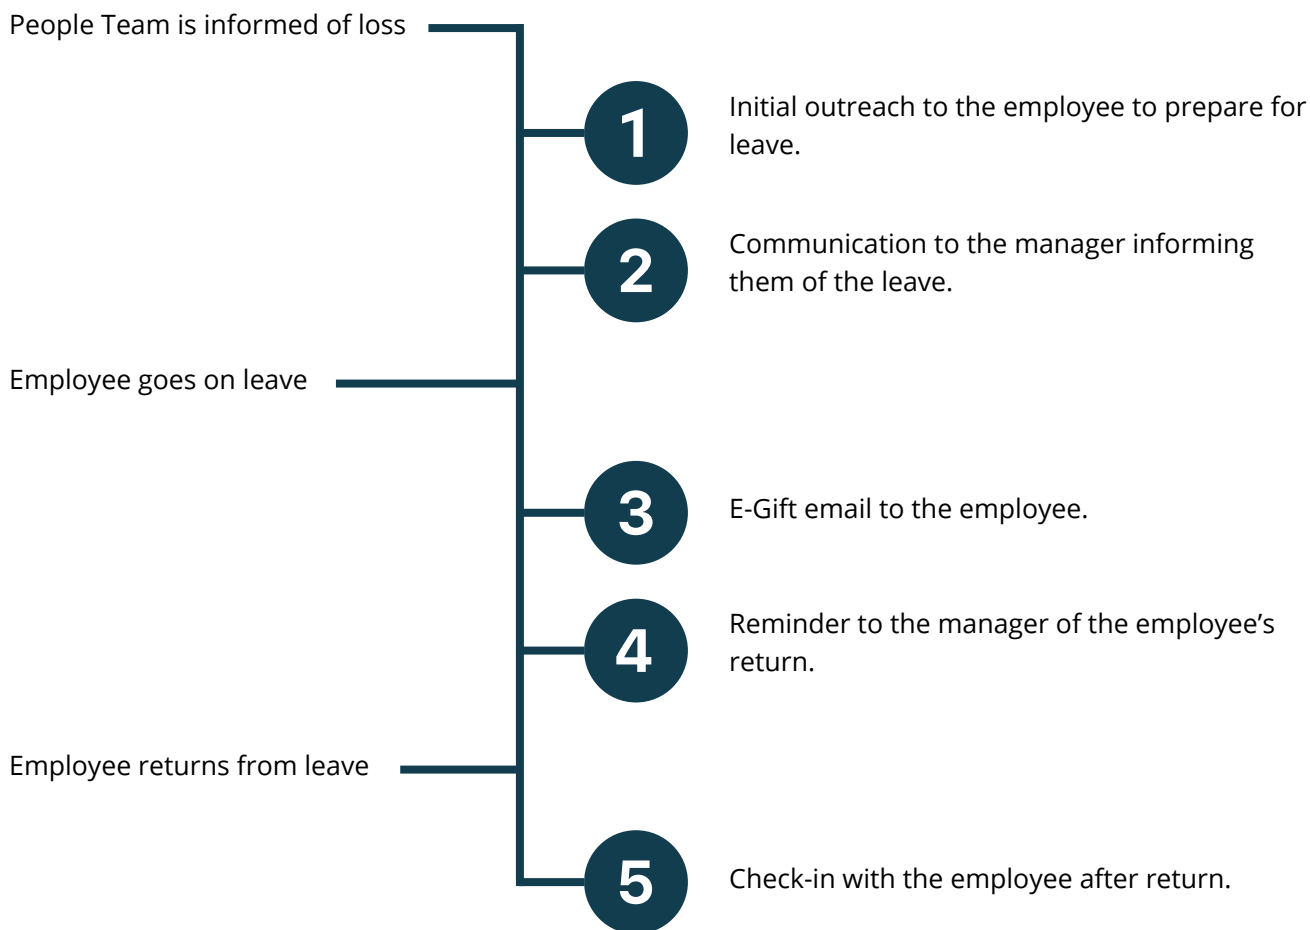 People Team is informed of loss
1
Initial outreach to the employee to prepare for
leave.
2
Communication to the manager informing
them of the leave.
Employee goes on leave
3
E-Gift email to the employee.
4
Reminder to the manager of the employee’s
return.
Employee returns from leave
5
Check-in with the employee after return.